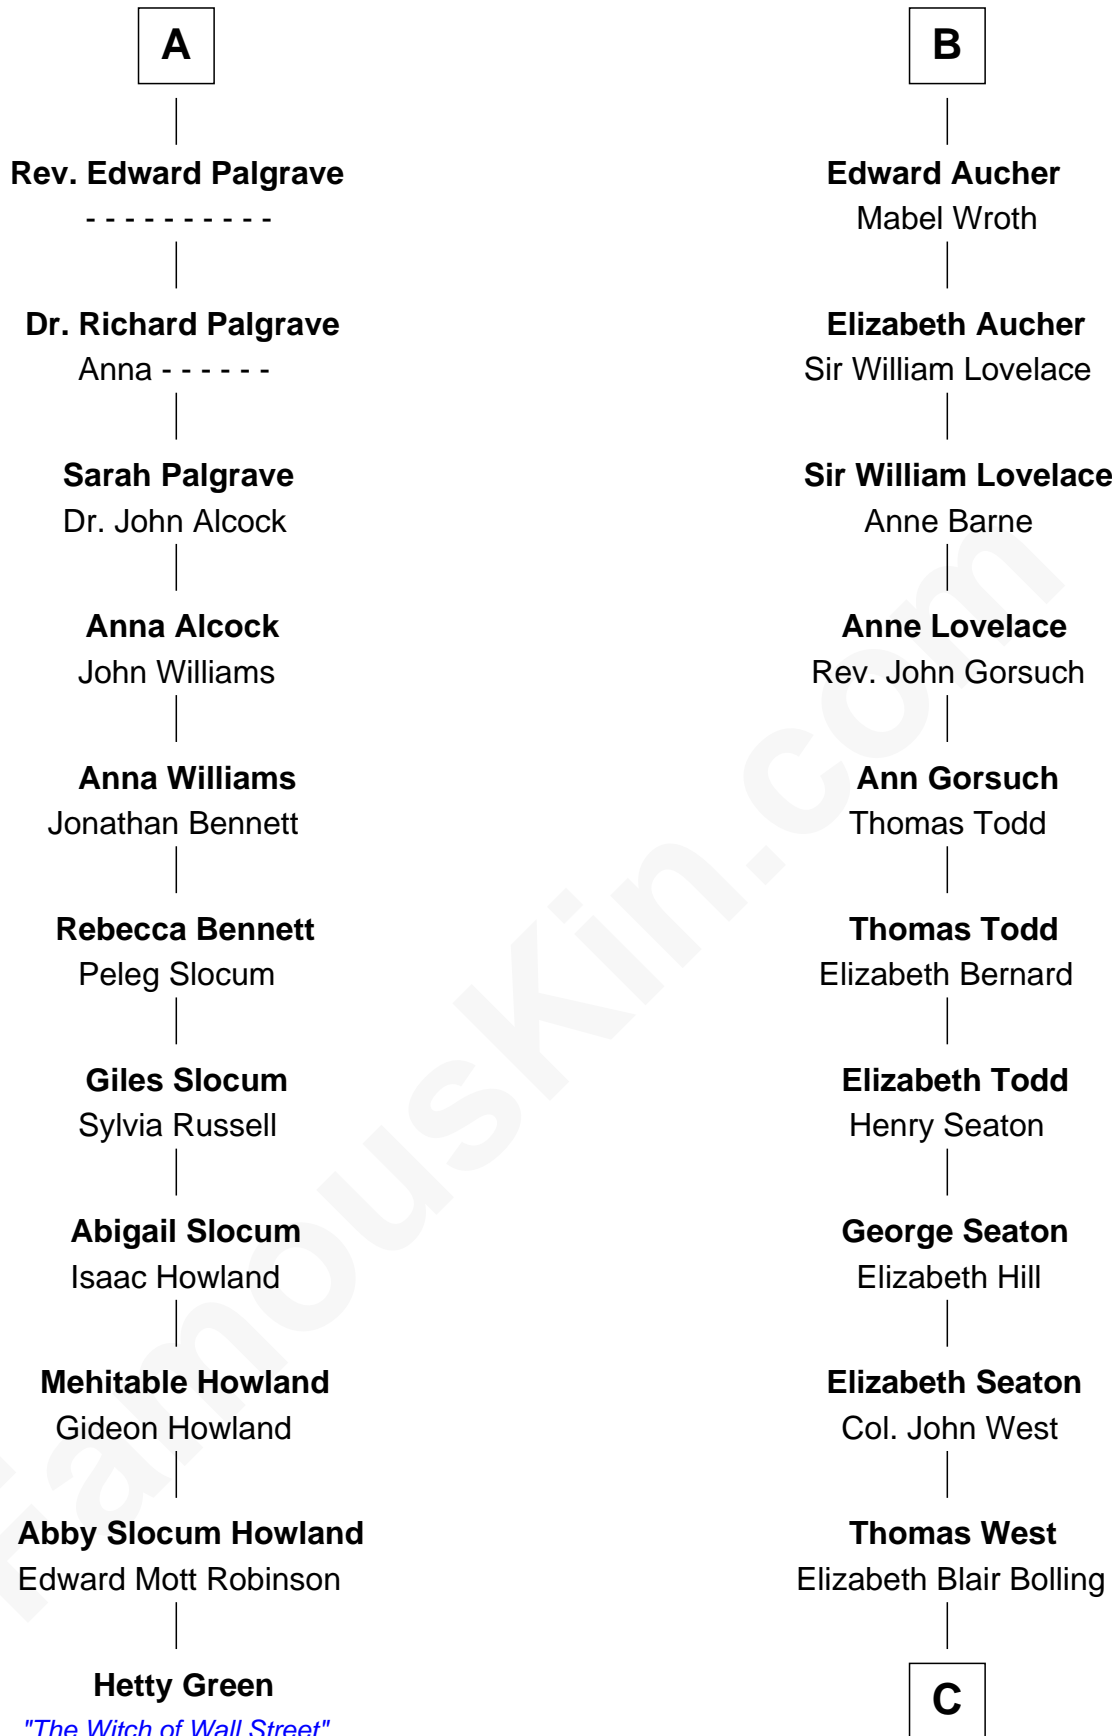 A
Rev. Edward Palgrave
- - - - - - - - - -
Dr. Richard Palgrave
Anna - - - - - -
Sarah Palgrave
Dr. John Alcock
Anna Alcock
John Williams
Anna Williams
Jonathan Bennett
Rebecca Bennett
Peleg Slocum
Giles Slocum
Sylvia Russell
Abigail Slocum
Isaac Howland
Mehitable Howland
Gideon Howland
Abby Slocum Howland
Edward Mott Robinson
Hetty Green
"The Witch of Wall Street"
B
Edward Aucher
Mabel Wroth
Elizabeth Aucher
Sir William Lovelace
Sir William Lovelace
Anne Barne
Anne Lovelace
Rev. John Gorsuch
Ann Gorsuch
Thomas Todd
Thomas Todd
Elizabeth Bernard
Elizabeth Todd
Henry Seaton
George Seaton
Elizabeth Hill
Elizabeth Seaton
Col. John West
Thomas West
Elizabeth Blair Bolling
C
FamousKin.com